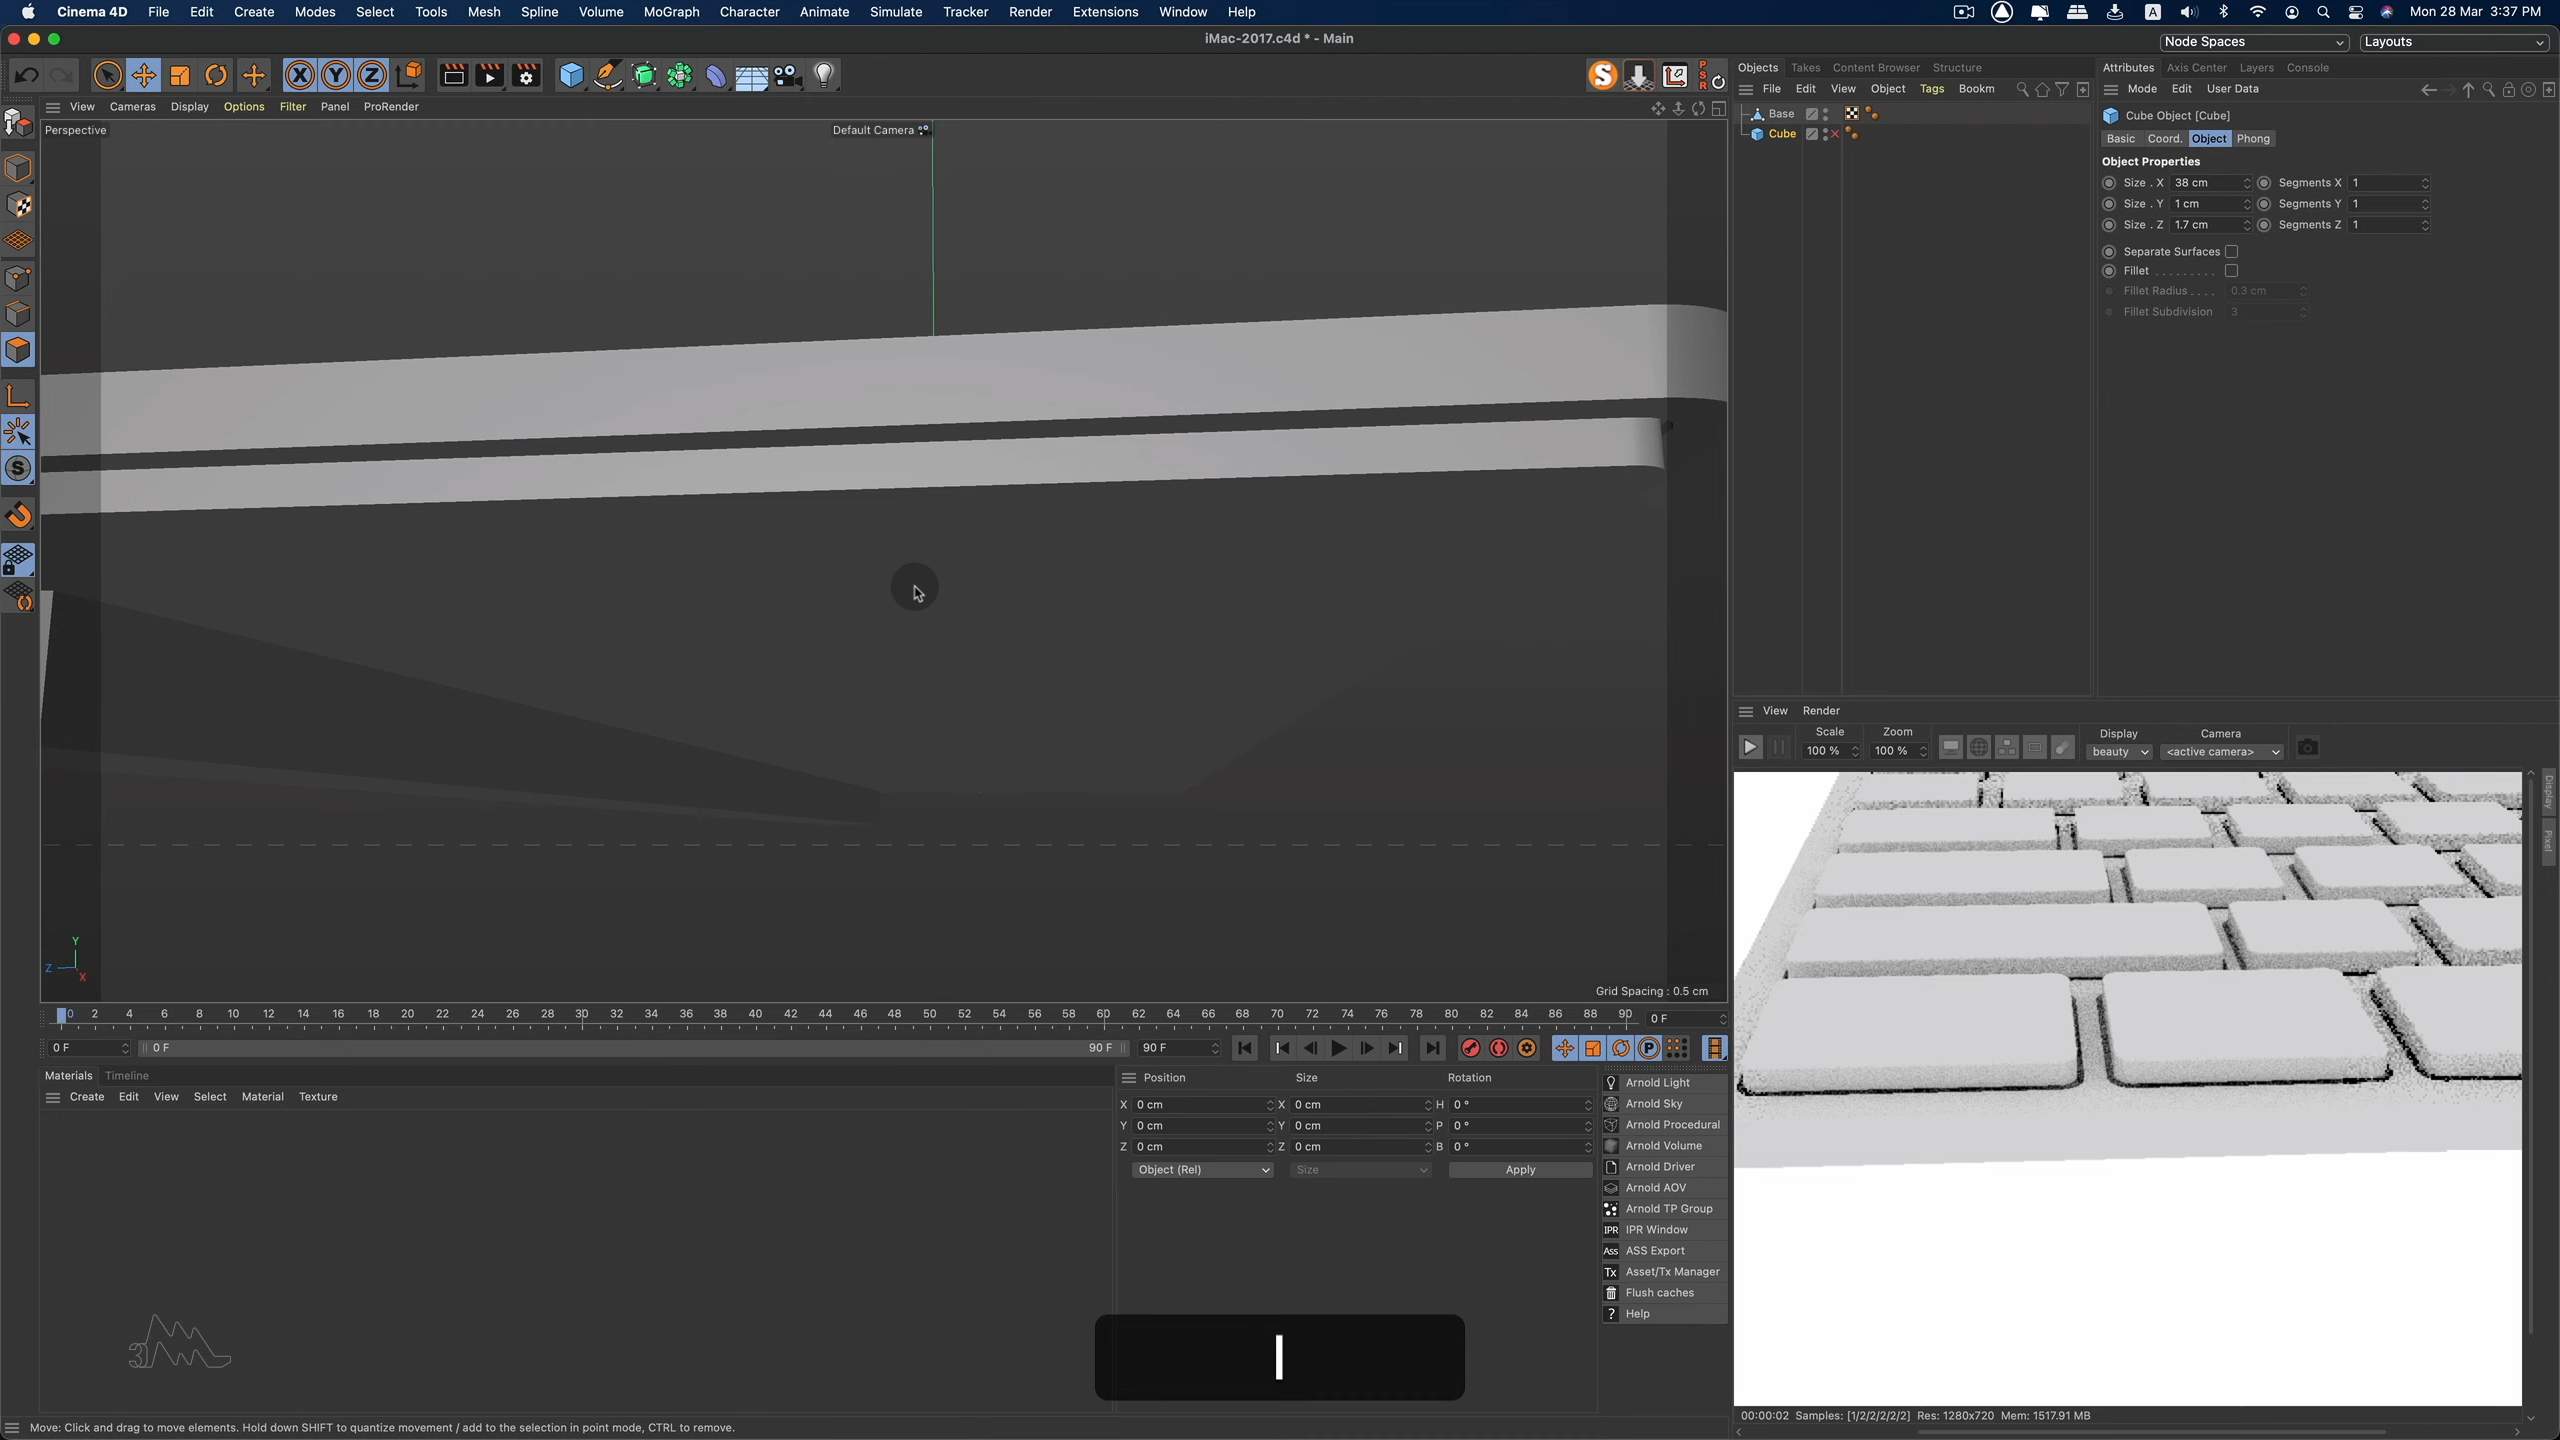 Cinema 4D File Edit Create Modes Select Tools Mesh Spline Volume MoGraph Character Animate Simulate Tracker Render Extensions Window Help
A Mon 28 Mar 3:37 PM
iMac-2017.c4d * - Main
Node Spaces Layouts
View Cameras Display Options Filter Panel ProRender
Perspective
Default Camera
Objects Takes Content Browser Structure
File Edit View Object Tags Bookm
Base
Cube
Attributes Axis Center Layers Console
Mode Edit User Data
Cube Object [Cube]
Basic Coord. Object Phong
Object Properties
Size . X 38 cm Segments X 1
Size . Y 1 cm Segments Y 1
Size . Z 1.7 cm Segments Z 1
Separate Surfaces
Fillet . . . . . . . . .
Fillet Radius . . . . 0.3 cm
Fillet Subdivision 3
X Y Z
S PSR
Y
Z
X
Grid Spacing : 0.5 cm
0 2 4 6 8 10 12 14 16 18 20 22 24 26 28 30 32 34 36 38 40 42 44 46 48 50 52 54 56 58 60 62 64 66 68 70 72 74 76 78 80 82 84 86 88 90 0 F
0 F 0 F 90 F 90 F P
Materials Timeline
Create Edit View Select Material Texture
Position Size Rotation
X 0 cm X 0 cm H 0 °
Y 0 cm Y 0 cm P 0 °
Z 0 cm Z 0 cm B 0 °
Object (Rel) Size Apply
Arnold Light
Arnold Sky
Arnold Procedural
Arnold Volume
Arnold Driver
Arnold AOV
Arnold TP Group
IPR IPR Window
Ass ASS Export
Tx Asset/Tx Manager
Flush caches
? Help
View Render
Scale Zoom Display Camera
100 % 100 % beauty <active camera>
Display
Pixel
00:00:02 Samples: [1/2/2/2/2/2] Res: 1280x720 Mem: 1517.91 MB
Move: Click and drag to move elements. Hold down SHIFT to quantize movement / add to the selection in point mode, CTRL to remove.